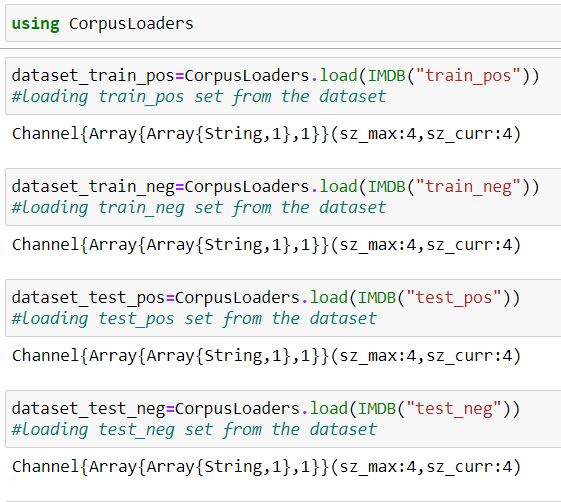 using CorpusLoaders
dataset_train_pos=CorpusLoaders.load(IMDB("train_pos"))
#loading train_pos set from the dataset
Channel{Array{Array{String,1},1}}(sz_max:4,sz_curr:4)
dataset_train_neg=CorpusLoaders.load(IMDB("train_neg"))
#loading train_neg set from the dataset
Channel{Array{Array{String,1},1}}(sz_max:4,sz_curr:4)
dataset_test_pos=CorpusLoaders.load(IMDB("test_pos"))
#loading test_pos set from the dataset
Channel{Array{Array{String,1},1}}(sz_max:4,sz_curr:4)
dataset_test_neg=CorpusLoaders.load(IMDB("test_neg"))
#loading test_neg set from the dataset
Channel{Array{Array{String,1},1}}(sz_max:4,sz_curr:4)